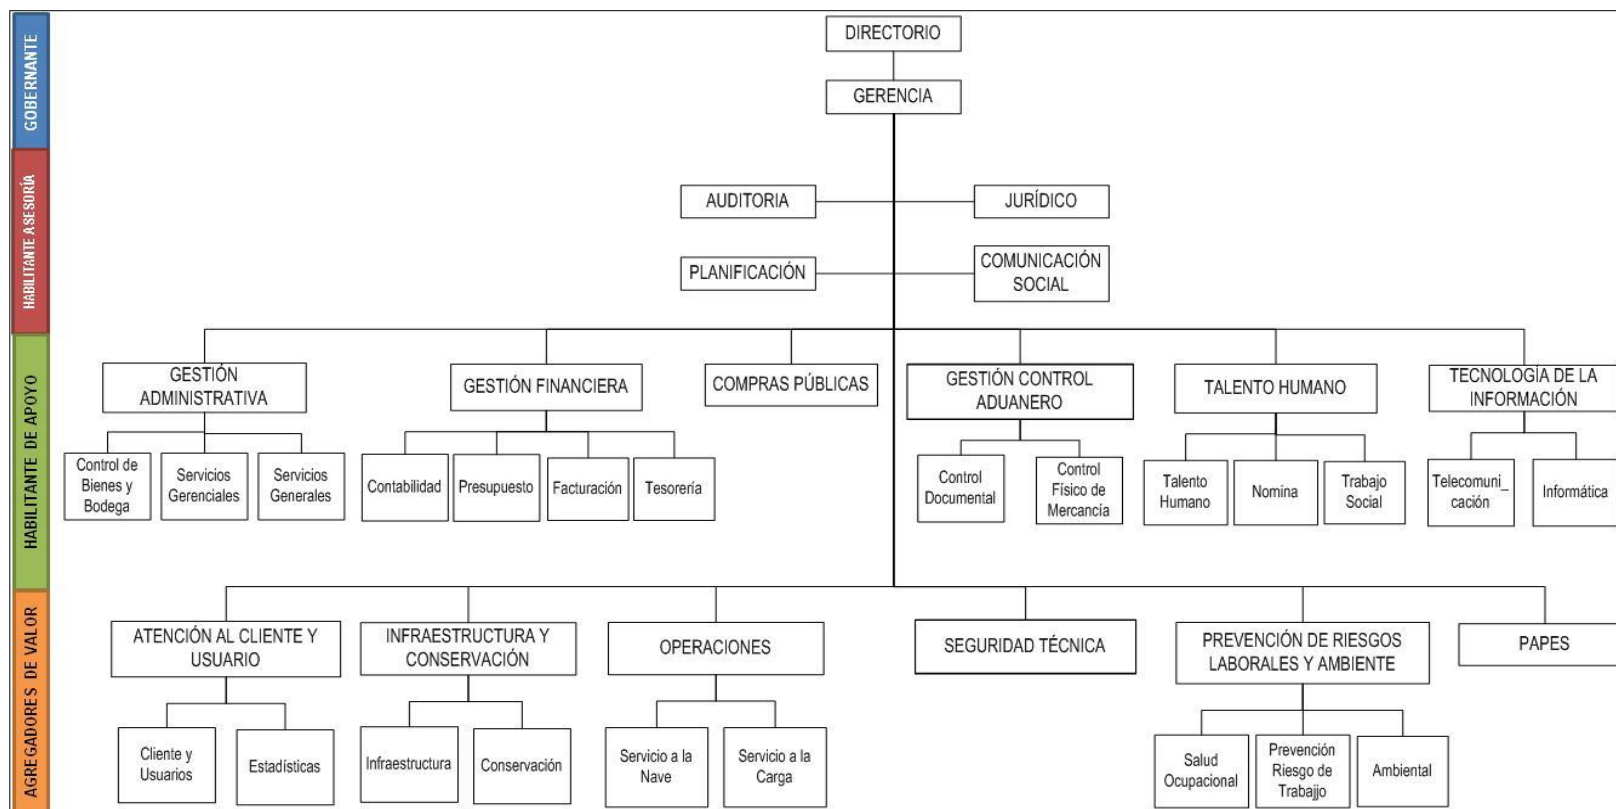 GOBERNANTE
DIRECTORIO
GERENCIA
HABILITANTE ASESORÍA
AUDITORIA
JURÍDICO
PLANIFICACIÓN
COMUNICACIÓN
SOCIAL
HABILITANTE DE APOYO
GESTIÓN
ADMINISTRATIVA
GESTIÓN FINANCIERA
COMPRAS PÚBLICAS
GESTIÓN CONTROL
ADUANERO
TALENTO HUMANO
TECNOLOGÍA DE LA
INFORMACIÓN
Control de
Bienes y
Bodega
Servicios
Gerenciales
Servicios
Generales
Contabilidad
Presupuesto
Facturación
Tesorería
Control
Documental
Control
Físico de
Mercancía
Talento
Humano
Nomina
Trabajo
Social
Telecomuni_
cación
Informática
AGREGADORES DE VALOR
ATENCIÓN AL CLIENTE Y
USUARIO
INFRAESTRUCTURA Y
CONSERVACIÓN
OPERACIONES
SEGURIDAD TÉCNICA
PREVENCIÓN DE RIESGOS
LABORALES Y AMBIENTE
PAPES
Cliente y
Usuarios
Estadísticas
Infraestructura
Conservación
Servicio a la
Nave
Servicio a la
Carga
Salud
Ocupacional
Prevención
Riesgo de
Trabajjo
Ambiental